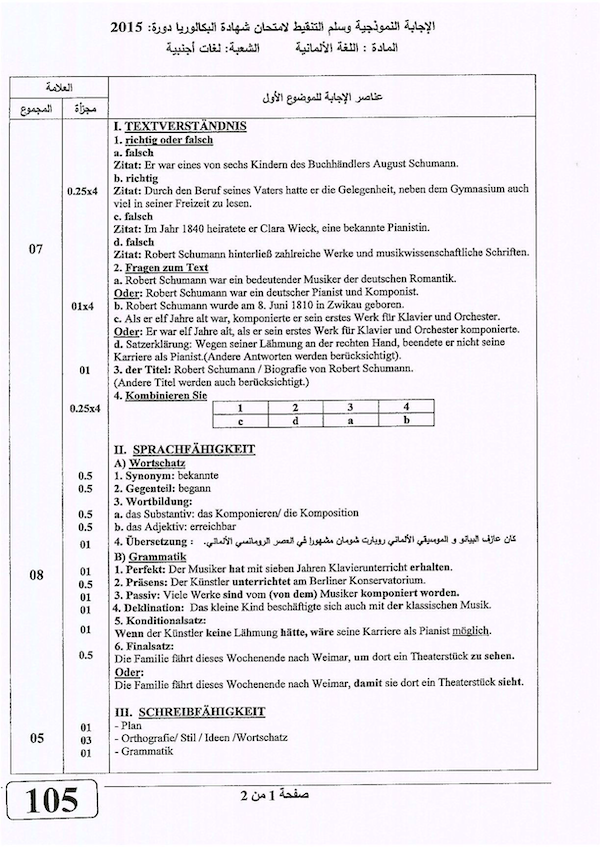 الإجابة النموذجية وسلم التنقيط لامتحان شهادة البكالوريا دورة: 2015
المادة : اللغة الألمانية الشعبة: لغات أجنبية
العلامة
عناصر الإجابة للموضوع الأول
المجموع مجزأة
I. TEXTVERSTÄNDNIS
1. richtig oder falsch
a. falsch
Zitat: Er war eines von sechs Kindern des Buchhändlers August Schumann.
b. richtig
0.25x4 Zitat: Durch den Beruf seines Vaters hatte er die Gelegenheit, neben dem Gymnasium auch
viel in seiner Freizeit zu lesen.
c. falsch
Zitat: Im Jahr 1840 heiratete er Clara Wieck, eine bekannte Pianistin.
d. falsch
07 Zitat: Robert Schumann hinterließ zahlreiche Werke und musikwissenschaftliche Schriften.
2. Fragen zum Text
a. Robert Schumann war ein bedeutender Musiker der deutschen Romantik.
Oder: Robert Schumann war ein deutscher Pianist und Komponist.
01x4 b. Robert Schumann wurde am 8. Juni 1810 in Zwikau geboren.
c. Als er elf Jahre alt war, komponierte er sein erstes Werk für Klavier und Orchester.
Oder: Er war elf Jahre alt, als er sein erstes Werk für Klavier und Orchester komponierte.
d. Satzerklärung: Wegen seiner Lähmung an der rechten Hand, beendete er nicht seine
Karriere als Pianist.(Andere Antworten werden berücksichtigt).
01 3. der Titel: Robert Schumann / Biografie von Robert Schumann.
(Andere Titel werden auch berücksichtigt.)
4. Kombinieren Sie
0.25x4 1 2 3 4
c d a b
II. SPRACHFÄHIGKEIT
A) Wortschatz
0.5 1. Synonym: bekannte
0.5 2. Gegenteil: begann
3. Wortbildung:
0.5 a. das Substantiv: das Komponieren/ die Komposition
0.5 b. das Adjektiv: erreichbar
01 4. Übersetzung : كان عازف البيانو و الموسيقي الألماني روبارت شومان مشهورا في العصر الرومانسي الألماني.
B) Grammatik
01 1. Perfekt: Der Musiker hat mit sieben Jahren Klavierunterricht erhalten.
08 0.5 2. Präsens: Der Künstler unterrichtet am Berliner Konservatorium.
01 3. Passiv: Viele Werke sind vom (von dem) Musiker komponiert worden.
01 4. Deklination: Das kleine Kind beschäftigte sich auch mit der klassischen Musik.
5. Konditionalsatz:
01 Wenn der Künstler keine Lähmung hätte, wäre seine Karriere als Pianist möglich.
6. Finalsatz:
0.5 Die Familie fährt dieses Wochenende nach Weimar, um dort ein Theaterstück zu sehen.
Oder:
Die Familie fährt dieses Wochenende nach Weimar, damit sie dort ein Theaterstück sieht.
III. SCHREIBFÄHIGKEIT
01 - Plan
05 03 - Orthografie/ Stil / Ideen /Wortschatz
01 - Grammatik
105
صفحة 1 من 2